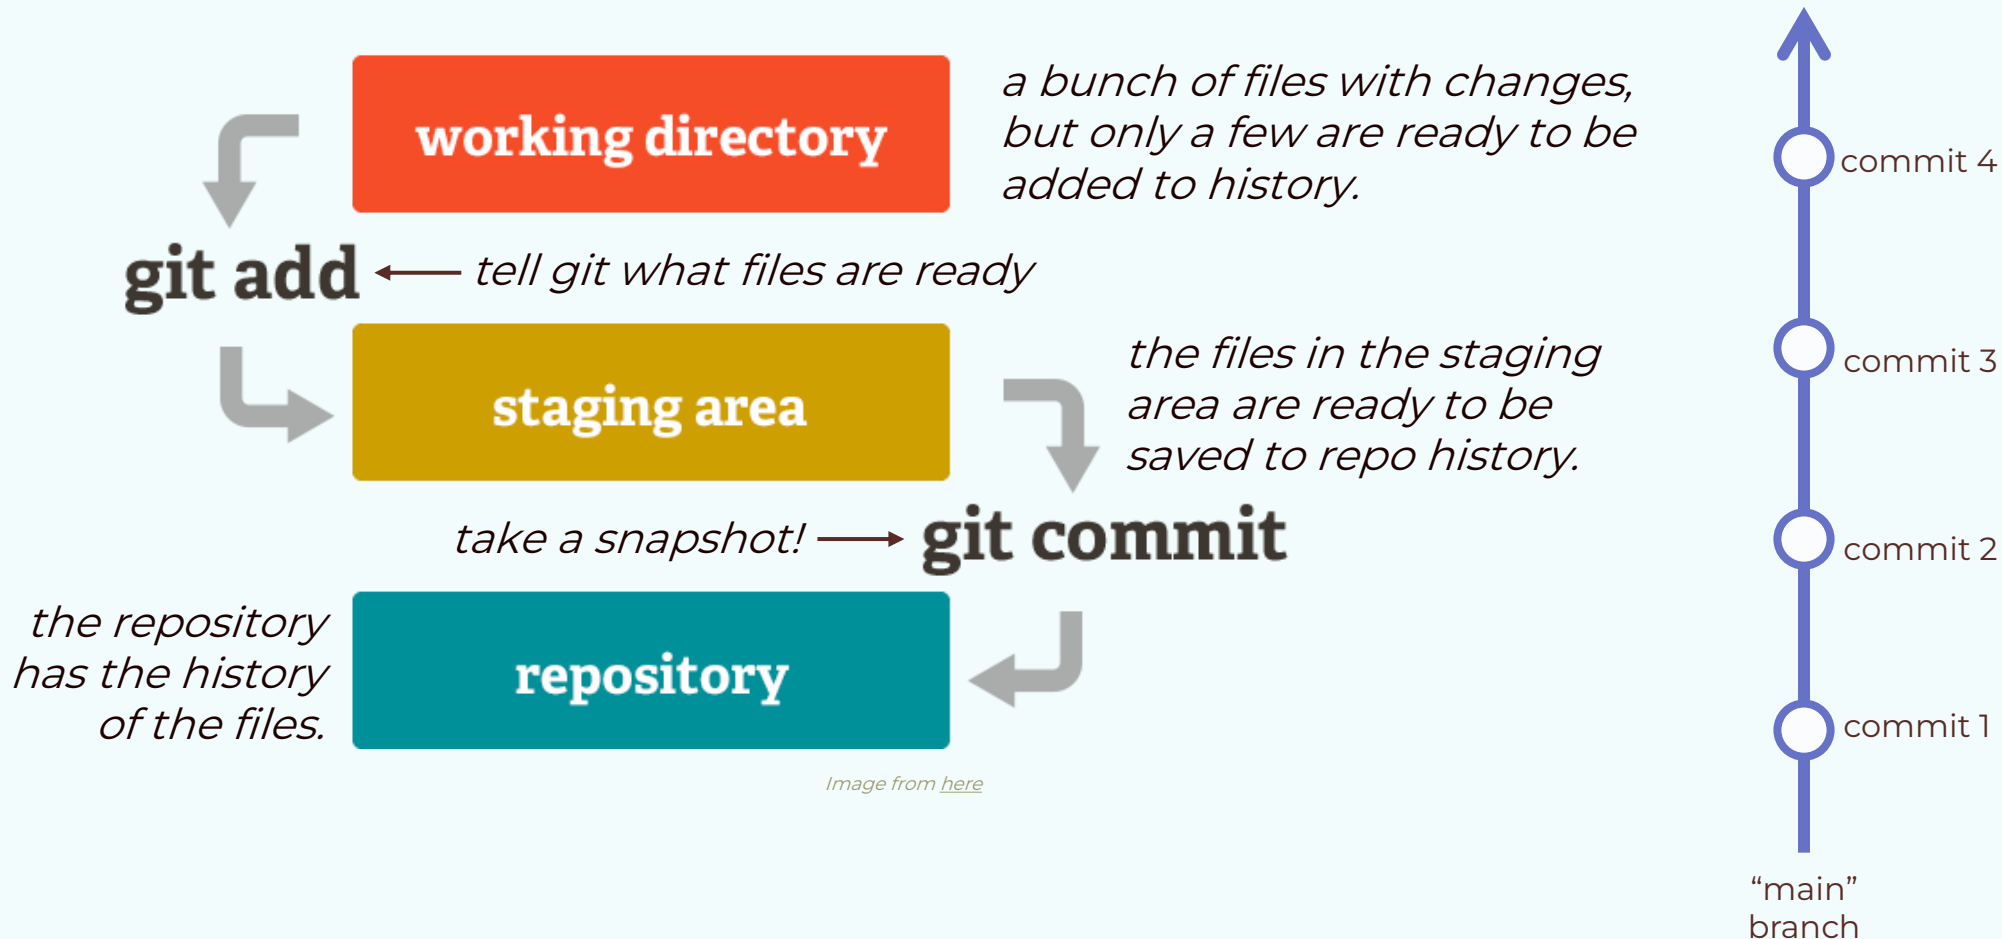 working directory
a bunch of files with changes,
but only a few are ready to be
added to history.
git add
tell git what files are ready
staging area
the files in the staging
area are ready to be
saved to repo history.
take a snapshot!
git commit
the repository
has the history
of the files.
repository
Image from here
commit 4
commit 3
commit 2
commit 1
“main”
branch